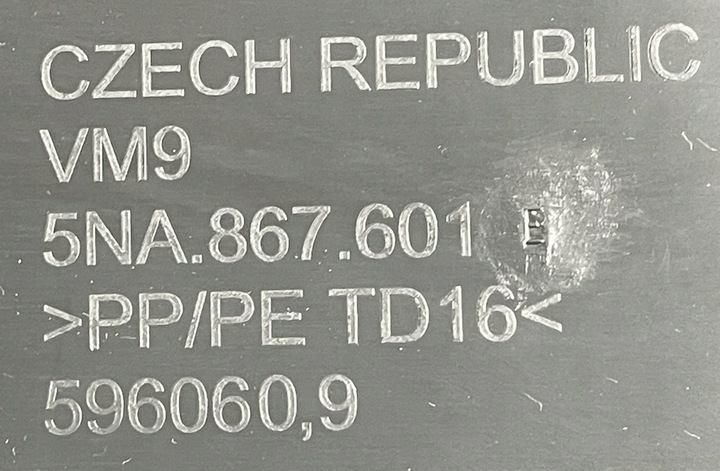 CZECH REPUBLIC
VM9
5NA.867.601 B
>PP/PE TD16<
596060,9